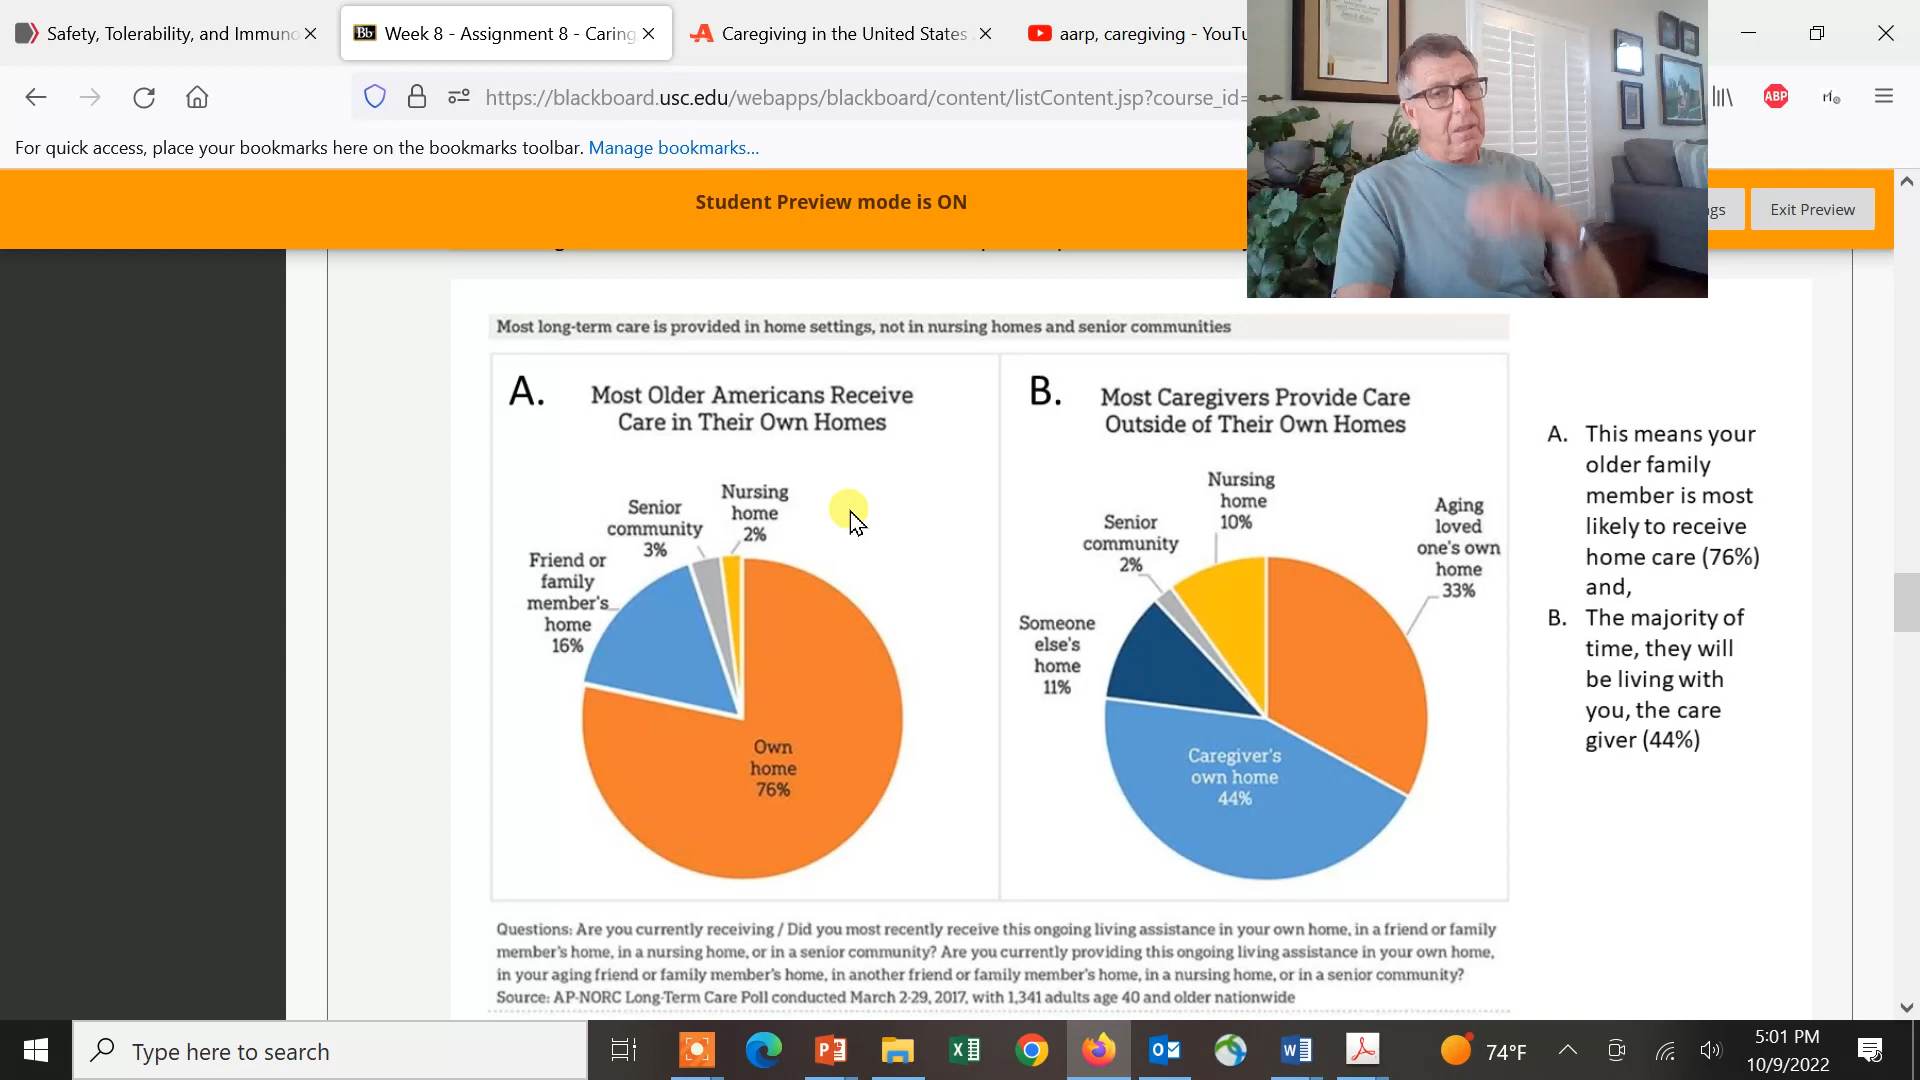 Safety, Tolerability, and Immuno
Bb Week 8 - Assignment 8 - Caring
Caregiving in the United States
aarp, caregiving - YouTu
https://blackboard.usc.edu/webapps/blackboard/content/listContent.jsp?course_id=
ABP
For quick access, place your bookmarks here on the bookmarks toolbar. Manage bookmarks...
Student Preview mode is ON
gs
Exit Preview
Most long-term care is provided in home settings, not in nursing homes and senior communities
A.
Most Older Americans Receive
Care in Their Own Homes
Nursing
home
2%
Senior
community
3%
Friend or
family
member's
home
16%
Own
home
76%
B.
Most Caregivers Provide Care
Outside of Their Own Homes
Nursing
home
10%
Senior
community
2%
Aging
loved
one's own
home
33%
Someone
else's
home
11%
Caregiver's
own home
44%
A. This means your
older family
member is most
likely to receive
home care (76%)
and,
B. The majority of
time, they will
be living with
you, the care
giver (44%)
Questions: Are you currently receiving / Did you most recently receive this ongoing living assistance in your own home, in a friend or family
member's home, in a nursing home, or in a senior community? Are you currently providing this ongoing living assistance in your own home,
in your aging friend or family member's home, in another friend or family member's home, in a nursing home, or in a senior community?
Source: AP-NORC Long-Term Care Poll conducted March 2-29, 2017, with 1,341 adults age 40 and older nationwide
Type here to search
74°F
5:01 PM
10/9/2022